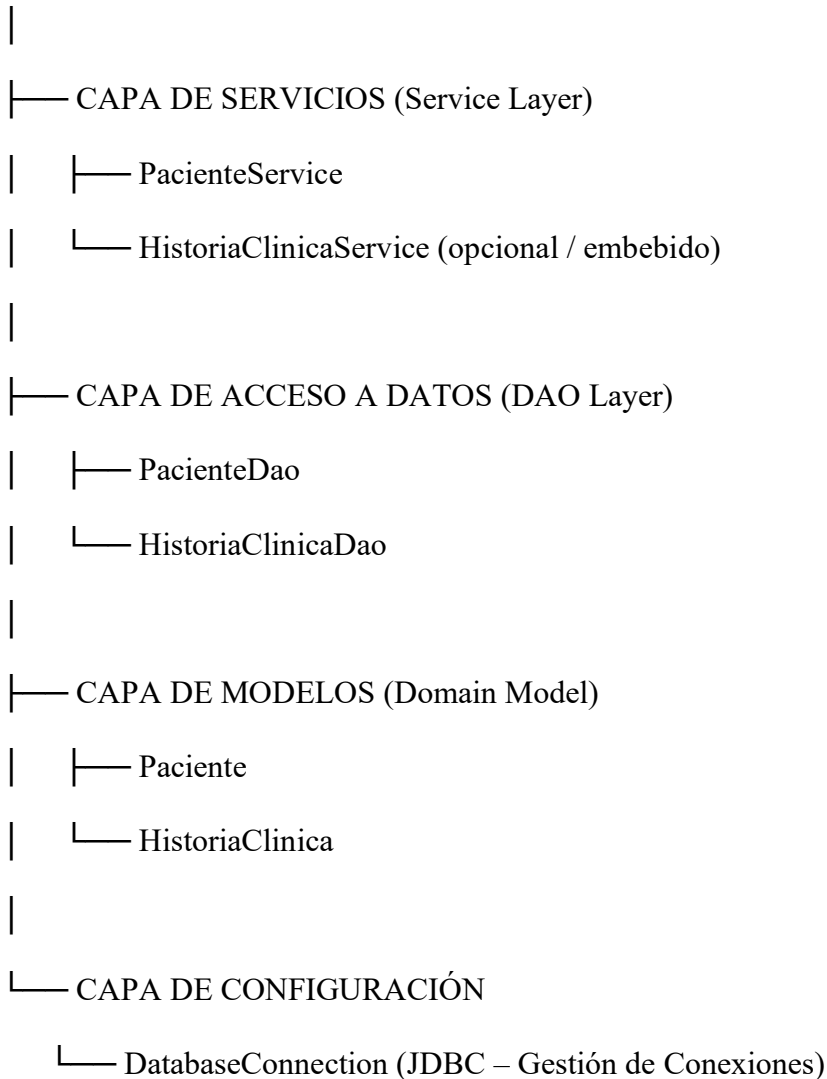 │
├── CAPA DE SERVICIOS (Service Layer)
│ ├── PacienteService
│ └── HistoriaClinicaService (opcional / embebido)
│
├── CAPA DE ACCESO A DATOS (DAO Layer)
│ ├── PacienteDao
│ └── HistoriaClinicaDao
│
├── CAPA DE MODELOS (Domain Model)
│ ├── Paciente
│ └── HistoriaClinica
│
└── CAPA DE CONFIGURACIÓN
└── DatabaseConnection (JDBC – Gestión de Conexiones)